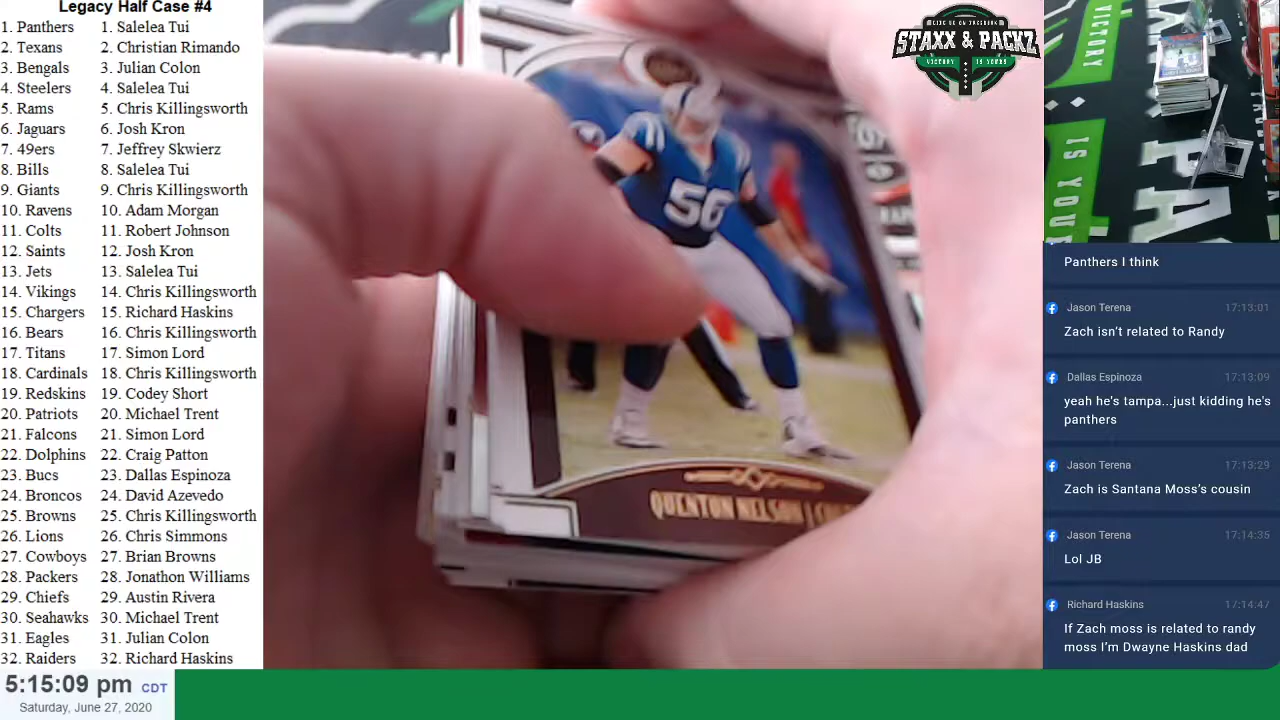 Legacy Half Case #4
1. Panthers 1. Salelea Tui
2. Texans 2. Christian Rimando
3. Bengals 3. Julian Colon
4. Steelers 4. Salelea Tui
5. Rams 5. Chris Killingsworth
6. Jaguars 6. Josh Kron
7. 49ers 7. Jeffrey Skwierz
8. Bills 8. Salelea Tui
9. Giants 9. Chris Killingsworth
10. Ravens 10. Adam Morgan
11. Colts 11. Robert Johnson
12. Saints 12. Josh Kron
13. Jets 13. Salelea Tui
14. Vikings 14. Chris Killingsworth
15. Chargers 15. Richard Haskins
16. Bears 16. Chris Killingsworth
17. Titans 17. Simon Lord
18. Cardinals 18. Chris Killingsworth
19. Redskins 19. Codey Short
20. Patriots 20. Michael Trent
21. Falcons 21. Simon Lord
22. Dolphins 22. Craig Patton
23. Bucs 23. Dallas Espinoza
24. Broncos 24. David Azevedo
25. Browns 25. Chris Killingsworth
26. Lions 26. Chris Simmons
27. Cowboys 27. Brian Browns
28. Packers 28. Jonathon Williams
29. Chiefs 29. Austin Rivera
30. Seahawks 30. Michael Trent
31. Eagles 31. Julian Colon
32. Raiders 32. Richard Haskins
5:15:09 pm CDT
Saturday, June 27, 2020
56
QUENTON NELSON
LIKE US ON FACEBOOK
STAXX & PACKZ
VICTORY IS YOURS
VICTORY
IS YOU
PA
Panthers I think
Jason Terena 17:13:01
Zach isn't related to Randy
Dallas Espinoza 17:13:09
yeah he's tampa...just kidding he's
panthers
Jason Terena 17:13:29
Zach is Santana Moss's cousin
Jason Terena 17:14:35
Lol JB
Richard Haskins 17:14:47
If Zach moss is related to randy
moss I'm Dwayne Haskins dad